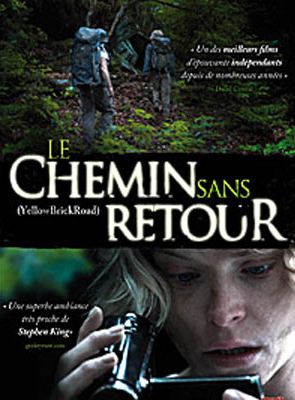 « Un des meilleurs films
d'épouvante indépendants
depuis de nombreuses années »
LE
CHEMIN SANS
(YellowBrickRoad)
RETOUR
« Une superbe ambiance
très proche de
Stephen King»